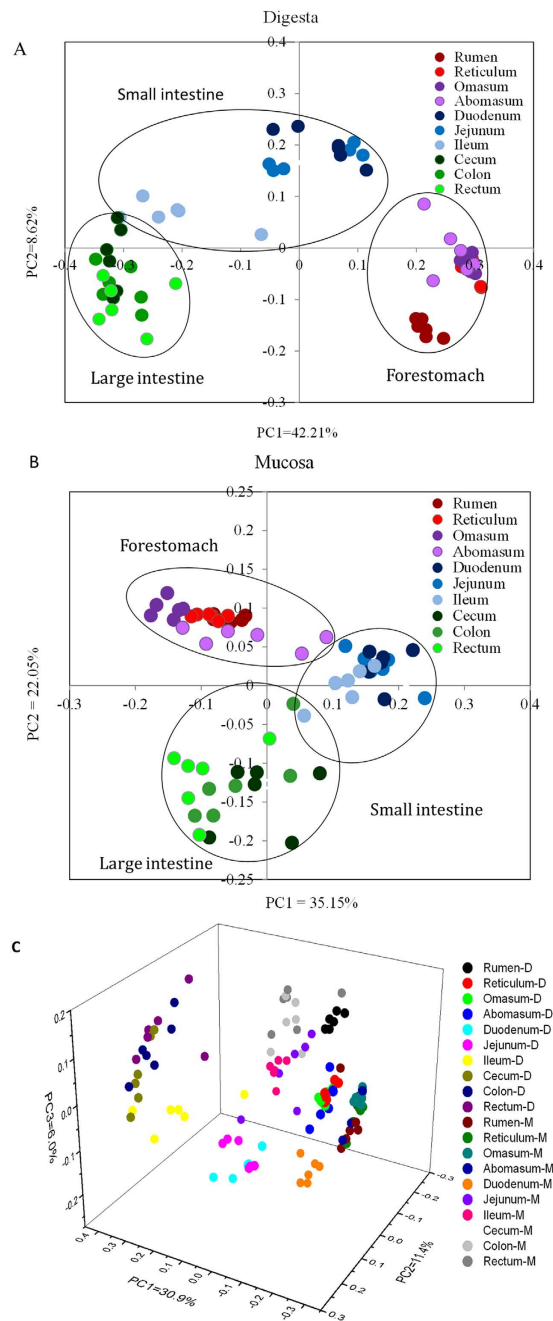 Digesta
A
0.4
Rumen
Reticulum
Omasum
Abomasum
Duodenum
Jejunum
Ileum
Cecum
Colon
Rectum
0.3
Small intestine
0.2
0.1
0
-0.4
-0.3
-0.2
-0.1
0
0.1
0.2
0.3
-0.1
-0.2
-0.3
PC2=8.62%
Large intestine
Forestomach
PC1=42.21%
B
Mucosa
0.25
Rumen
Reticulum
Omasum
Abomasum
Duodenum
Jejunum
Ileum
Cecum
Colon
Rectum
0.2
Forestomach
0.15
0.1
0.05
0
-0.3
-0.2
-0.1
0
0.1
0.2
0.3
-0.05
-0.1
-0.15
-0.2
-0.25
PC2 = 22.05%
Small intestine
Large intestine
PC1 = 35.15%
C
0.2
0.1
0.0
-0.1
-0.2
PC3=6.0%
0.4
0.3
0.2
0.1
0.0
-0.1
-0.2
-0.3
PC1=30.9%
-0.3
-0.2
-0.1
0.0
0.1
0.2
0.3
PC2=11.4%
Rumen-D
Reticulum-D
Omasum-D
Abomasum-D
Duodenum-D
Jejunum-D
Ileum-D
Cecum-D
Colon-D
Rectum-D
Rumen-M
Reticulum-M
Omasum-M
Abomasum-M
Duodenum-M
Jejunum-M
Ileum-M
Cecum-M
Colon-M
Rectum-M